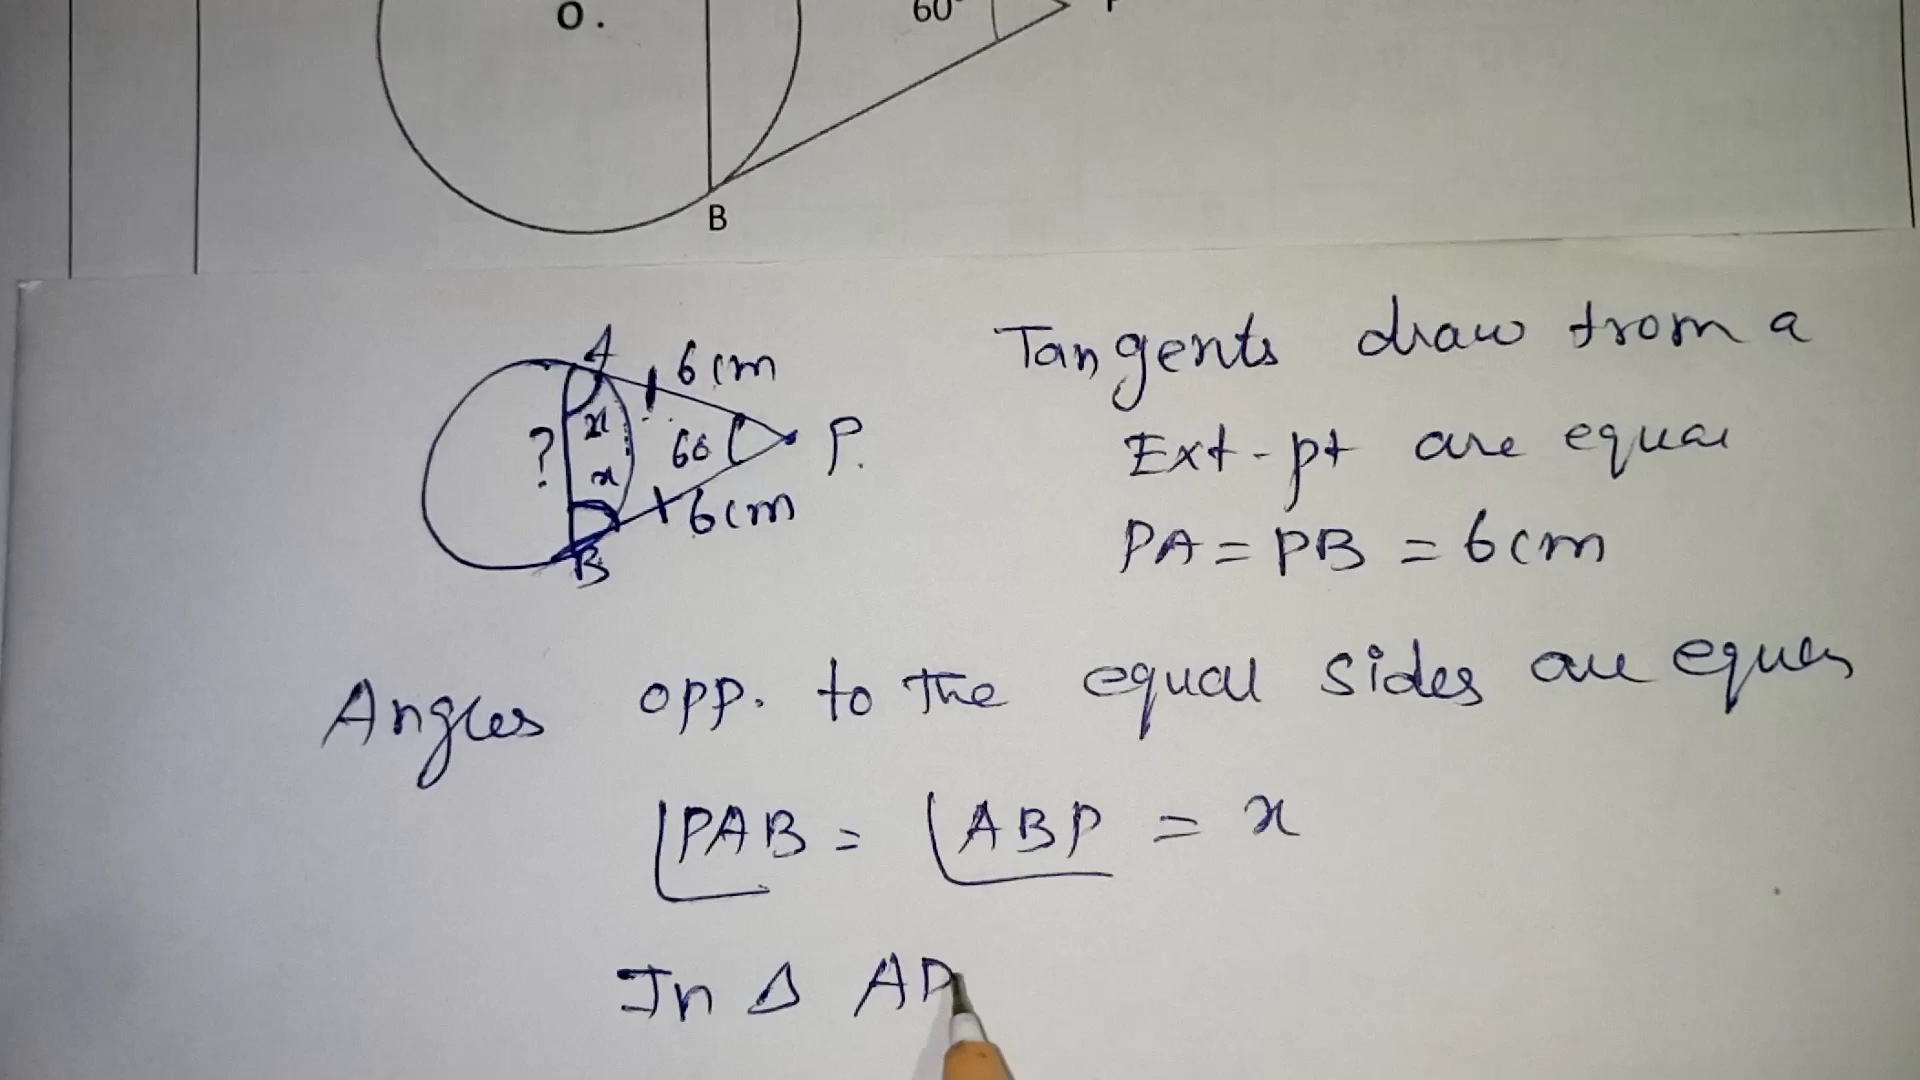 O.
60°
B
A
6cm
x
?
60
P.
x
6cm
B
Tangents draw from a
Ext-pt are equal
PA = PB = 6cm
Angles opp. to the equal sides are equal
∠PAB = ∠ABP = x
In Δ AP